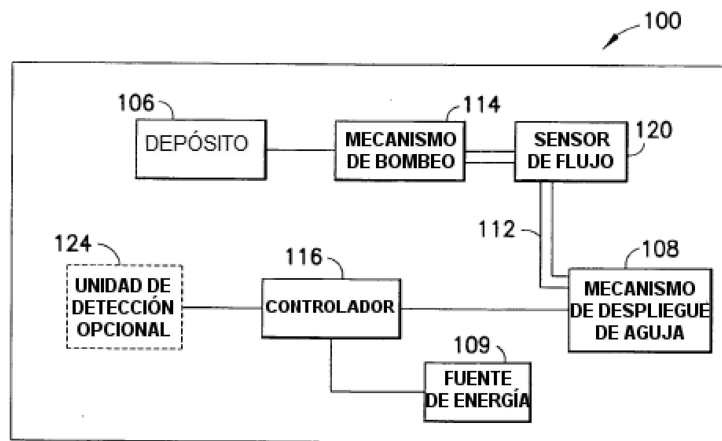 100
106
DEPÓSITO
114
MECANISMO
DE BOMBEO
SENSOR
DE FLUJO
120
112
124
UNIDAD DE
DETECCIÓN
OPCIONAL
116
CONTROLADOR
108
MECANISMO
DE DESPLIEGUE
DE AGUJA
109
FUENTE
DE ENERGÍA